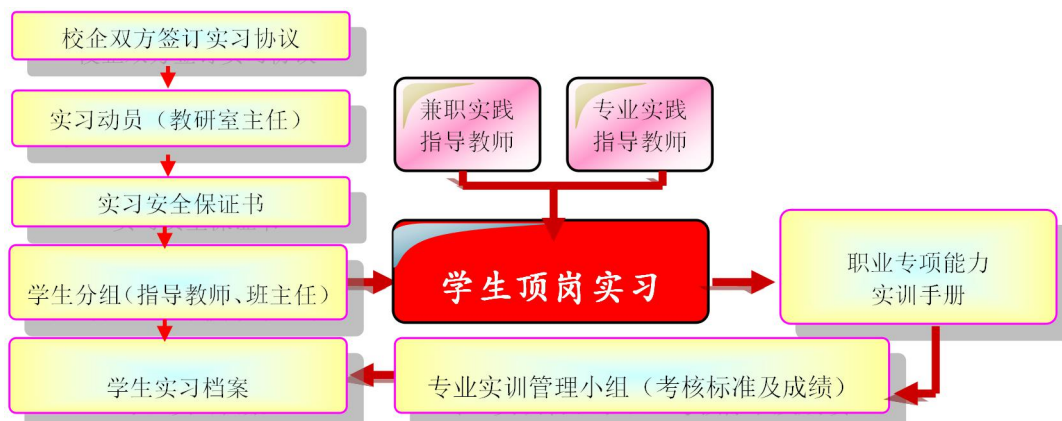 校企双方签订实习协议
实习动员（教研室主任）
实习安全保证书
学生分组（指导教师、班主任）
学生实习档案
兼职实践
指导教师
专业实践
指导教师
学生顶岗实习
职业专项能力
实训手册
专业实训管理小组（考核标准及成绩）